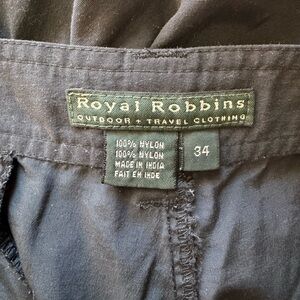 Royal Robbins
OUTDOOR + TRAVEL CLOTHING
100% NYLON
100% NYLON
MADE IN INDIA
FAIT EN INDE
34